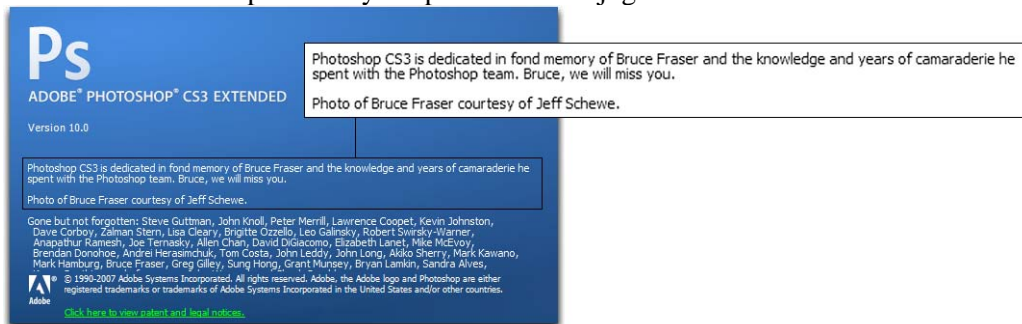 Ps
ADOBE® PHOTOSHOP® CS3 EXTENDED
Version 10.0
Photoshop CS3 is dedicated in fond memory of Bruce Fraser and the knowledge and years of camaraderie he
spent with the Photoshop team. Bruce, we will miss you.
Photo of Bruce Fraser courtesy of Jeff Schewe.
Photoshop CS3 is dedicated in fond memory of Bruce Fraser and the knowledge and years of camaraderie he
spent with the Photoshop team. Bruce, we will miss you.
Photo of Bruce Fraser courtesy of Jeff Schewe.
Gone but not forgotten: Steve Guttman, John Knoll, Peter Merrill, Lawrence Coopet, Kevin Johnston,
Dave Corboy, Zalman Stern, Lisa Cleary, Brigitte Ozzello, Leo Galinsky, Robert Swirsky-Warner,
Anapathur Ramesh, Joe Ternasky, Allen Chan, David DiGiacomo, Elizabeth Lanet, Mike McEvoy,
Brendan Donohoe, Andrei Herasimchuk, Tom Costa, John Leddy, John Long, Akiko Sherry, Mark Kawano,
Mark Hamburg, Bruce Fraser, Greg Gilley, Sung Hong, Grant Munsey, Bryan Lamkin, Sandra Alves,
© 1990-2007 Adobe Systems Incorporated. All rights reserved. Adobe, the Adobe logo and Photoshop are either
registered trademarks or trademarks of Adobe Systems Incorporated in the United States and/or other countries.
Adobe
Click here to view patent and legal notices.